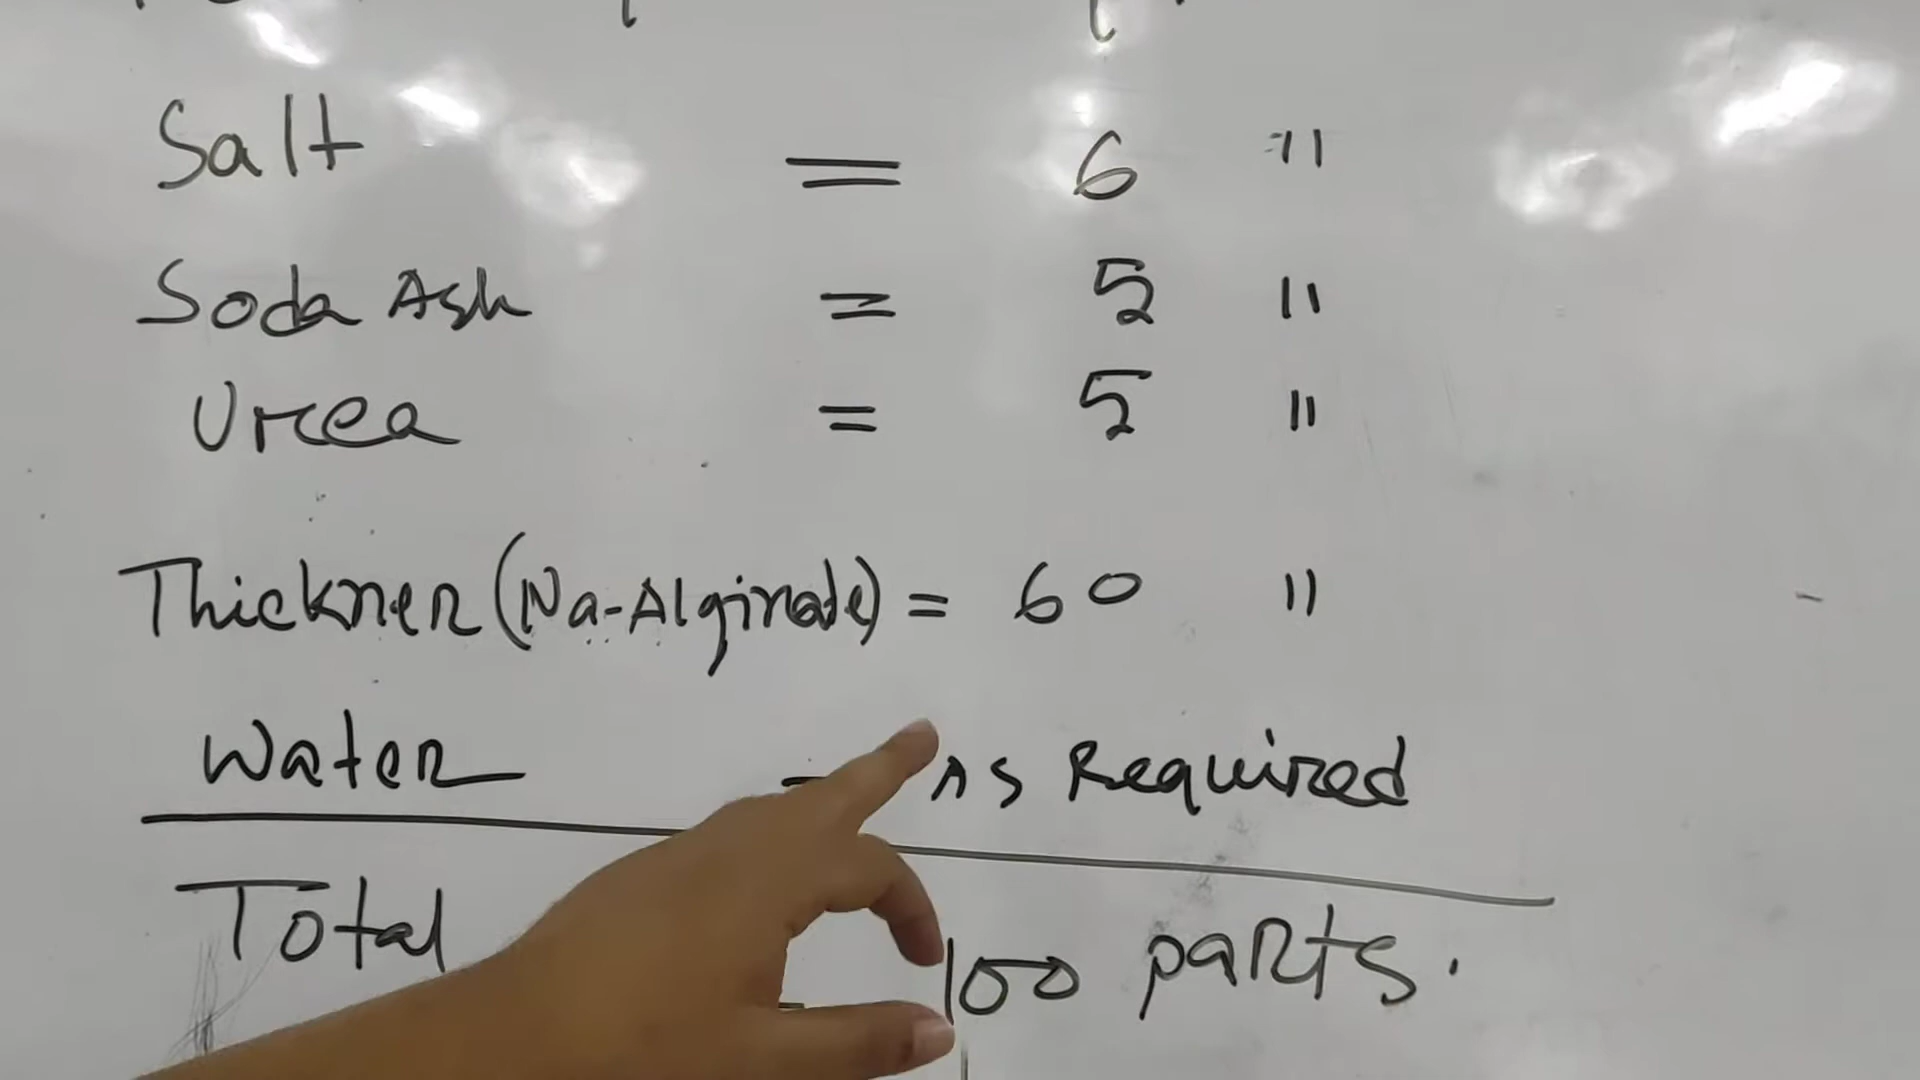 Salt = 6 "
Soda Ash = 5 "
Urea = 5 "
Thickner (Na-Alginate) = 60 "
Water = As Required
Total = 100 parts.